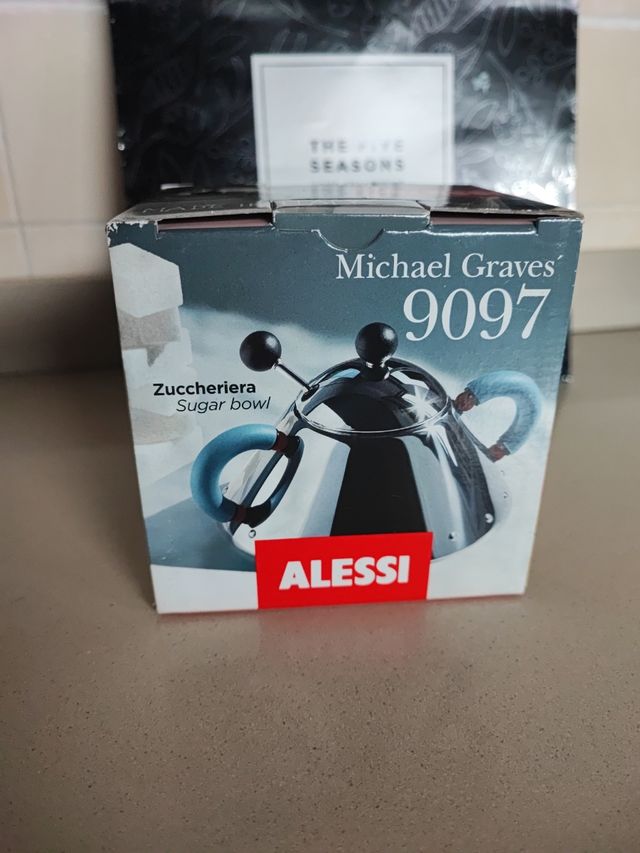 THE FIVE
SEASONS
Michael Graves´
9097
Zuccheriera
Sugar bowl
ALESSI